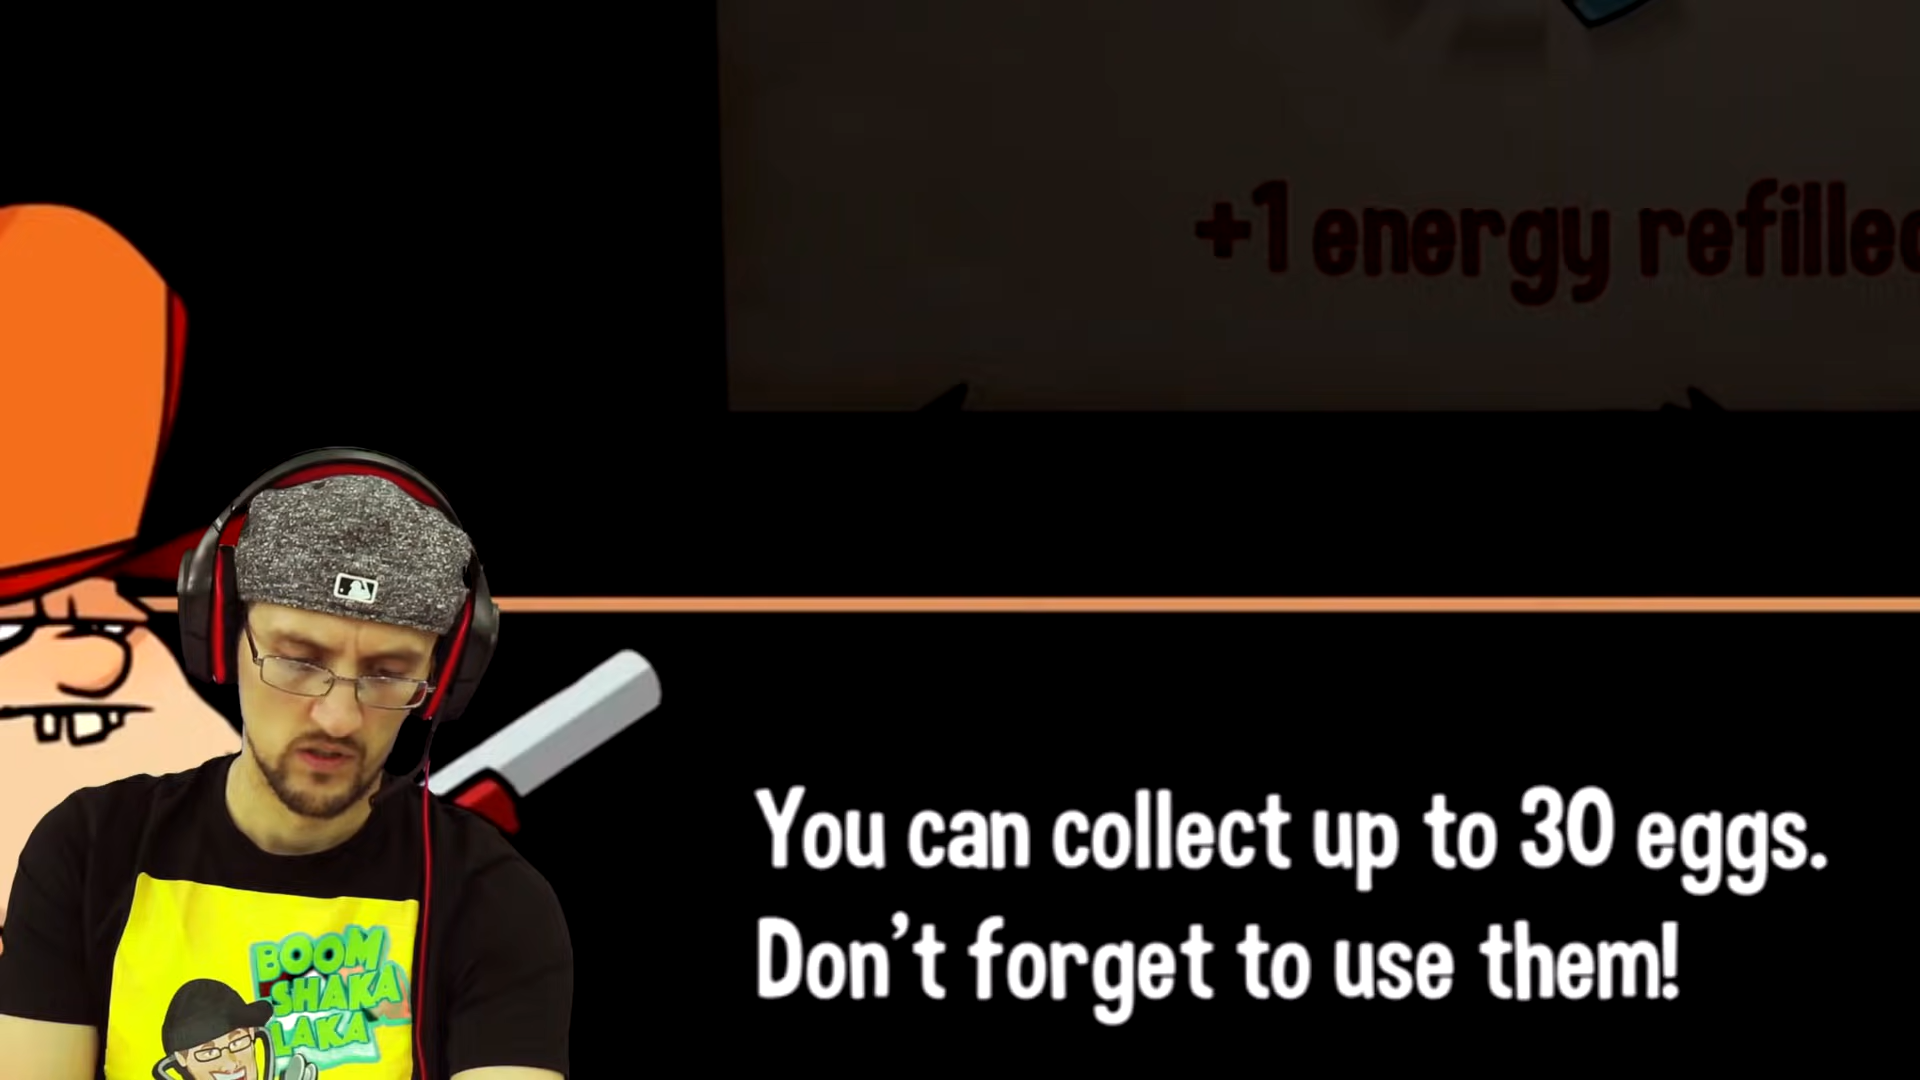 +1 energy refilled
You can collect up to 30 eggs.
Don't forget to use them!
BOOM
SHAKA
LAKA